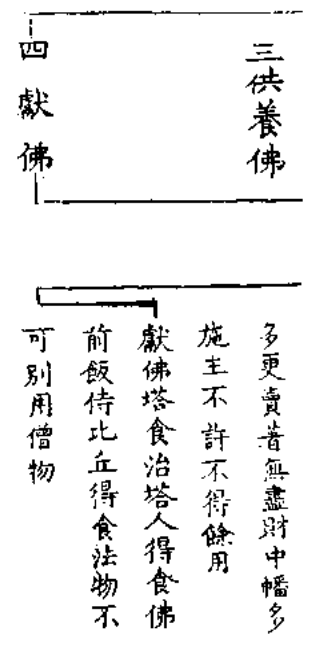 三供養佛
四獻佛
多更賣著無盡財中幡多
施主不許不得餘用
獻佛塔食治塔人得食佛
前飯侍比丘得食法物不
可別用僧物